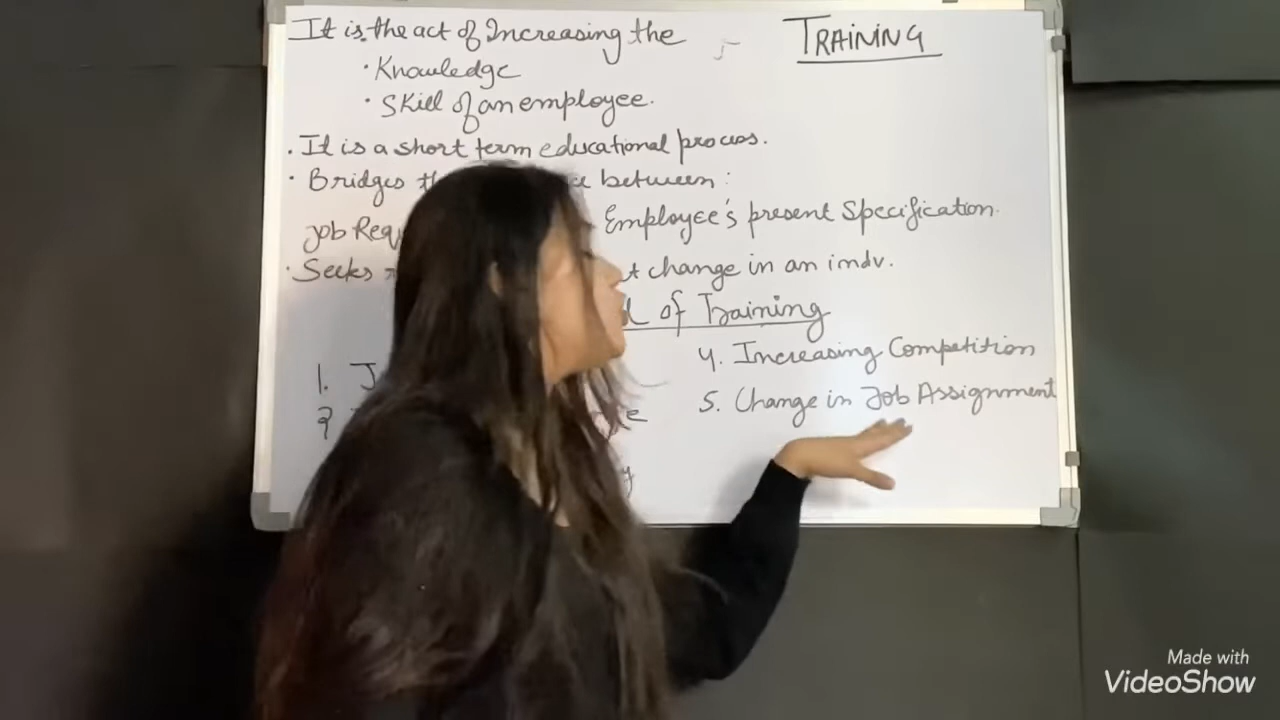 TRAINING
It is the act of Increasing the
• Knowledge
• Skill of an employee.
• It is a short term educational process.
• Bridges between :
Job Employee's present Specification.
• Seeks change in an indv.
of Training
1.
2
4. Increasing Competition
5. Change in Job Assignment
Made with
VideoShow